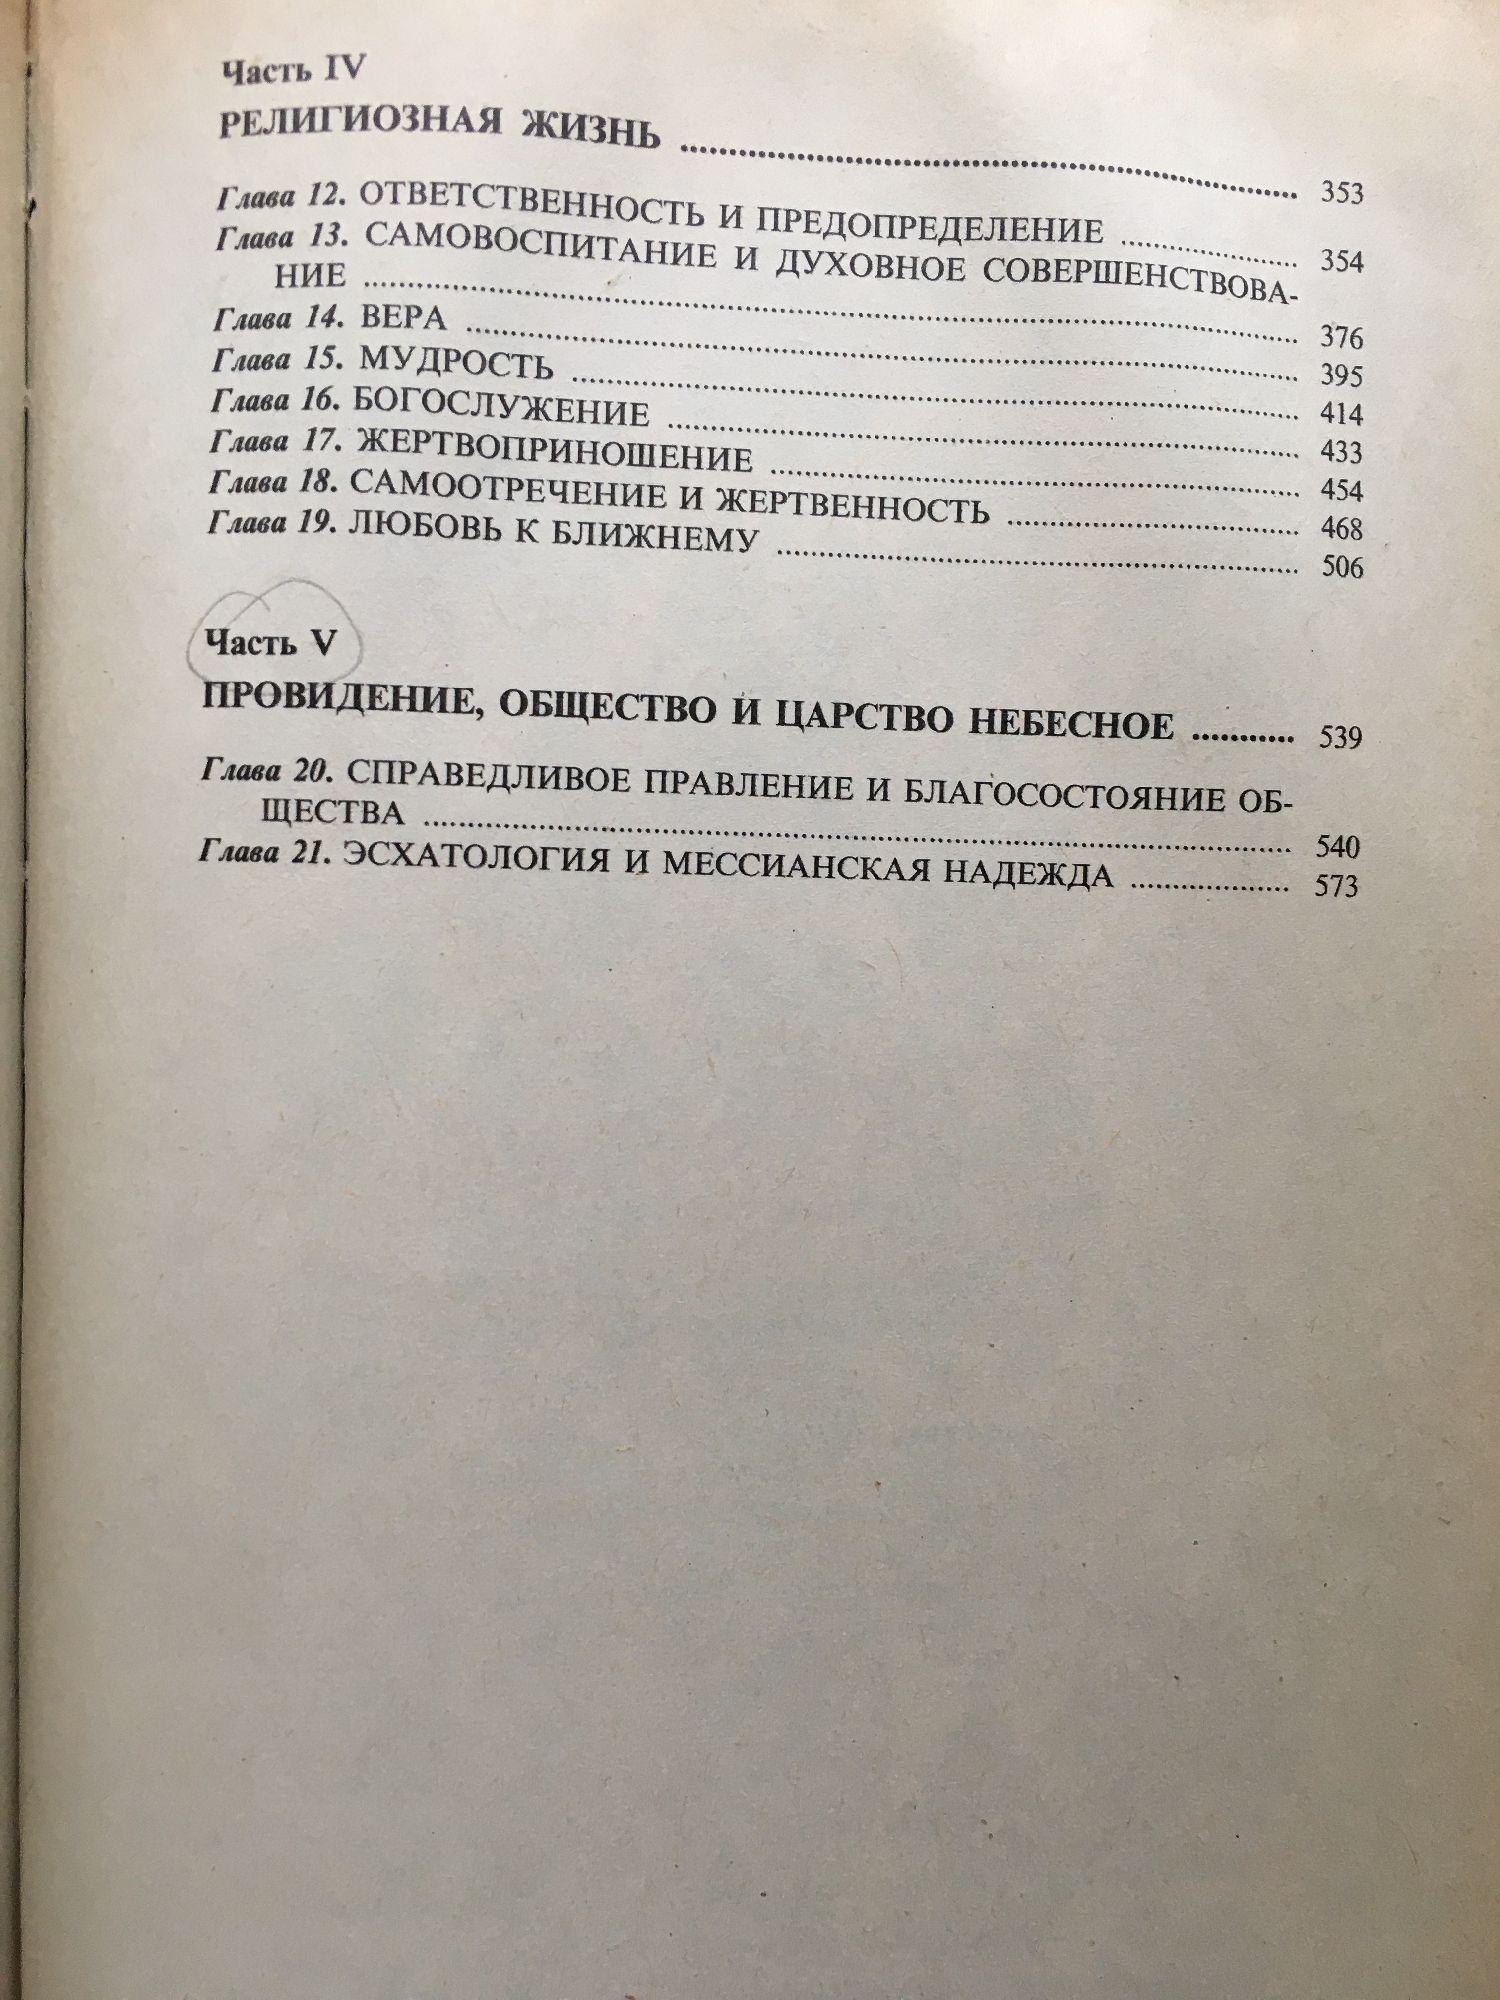 Часть IV
РЕЛИГИОЗНАЯ ЖИЗНЬ ........ 353
Глава 12. ОТВЕТСТВЕННОСТЬ И ПРЕДОПРЕДЕЛЕНИЕ ........ 354
Глава 13. САМОВОСПИТАНИЕ И ДУХОВНОЕ СОВЕРШЕНСТВОВА-
НИЕ ........ 376
Глава 14. ВЕРА ........ 395
Глава 15. МУДРОСТЬ ........ 414
Глава 16. БОГОСЛУЖЕНИЕ ........ 433
Глава 17. ЖЕРТВОПРИНОШЕНИЕ ........ 454
Глава 18. САМООТРЕЧЕНИЕ И ЖЕРТВЕННОСТЬ ........ 468
Глава 19. ЛЮБОВЬ К БЛИЖНЕМУ ........ 506
Часть V
ПРОВИДЕНИЕ, ОБЩЕСТВО И ЦАРСТВО НЕБЕСНОЕ ........ 539
Глава 20. СПРАВЕДЛИВОЕ ПРАВЛЕНИЕ И БЛАГОСОСТОЯНИЕ ОБ-
ЩЕСТВА ........ 540
Глава 21. ЭСХАТОЛОГИЯ И МЕССИАНСКАЯ НАДЕЖДА ........ 573